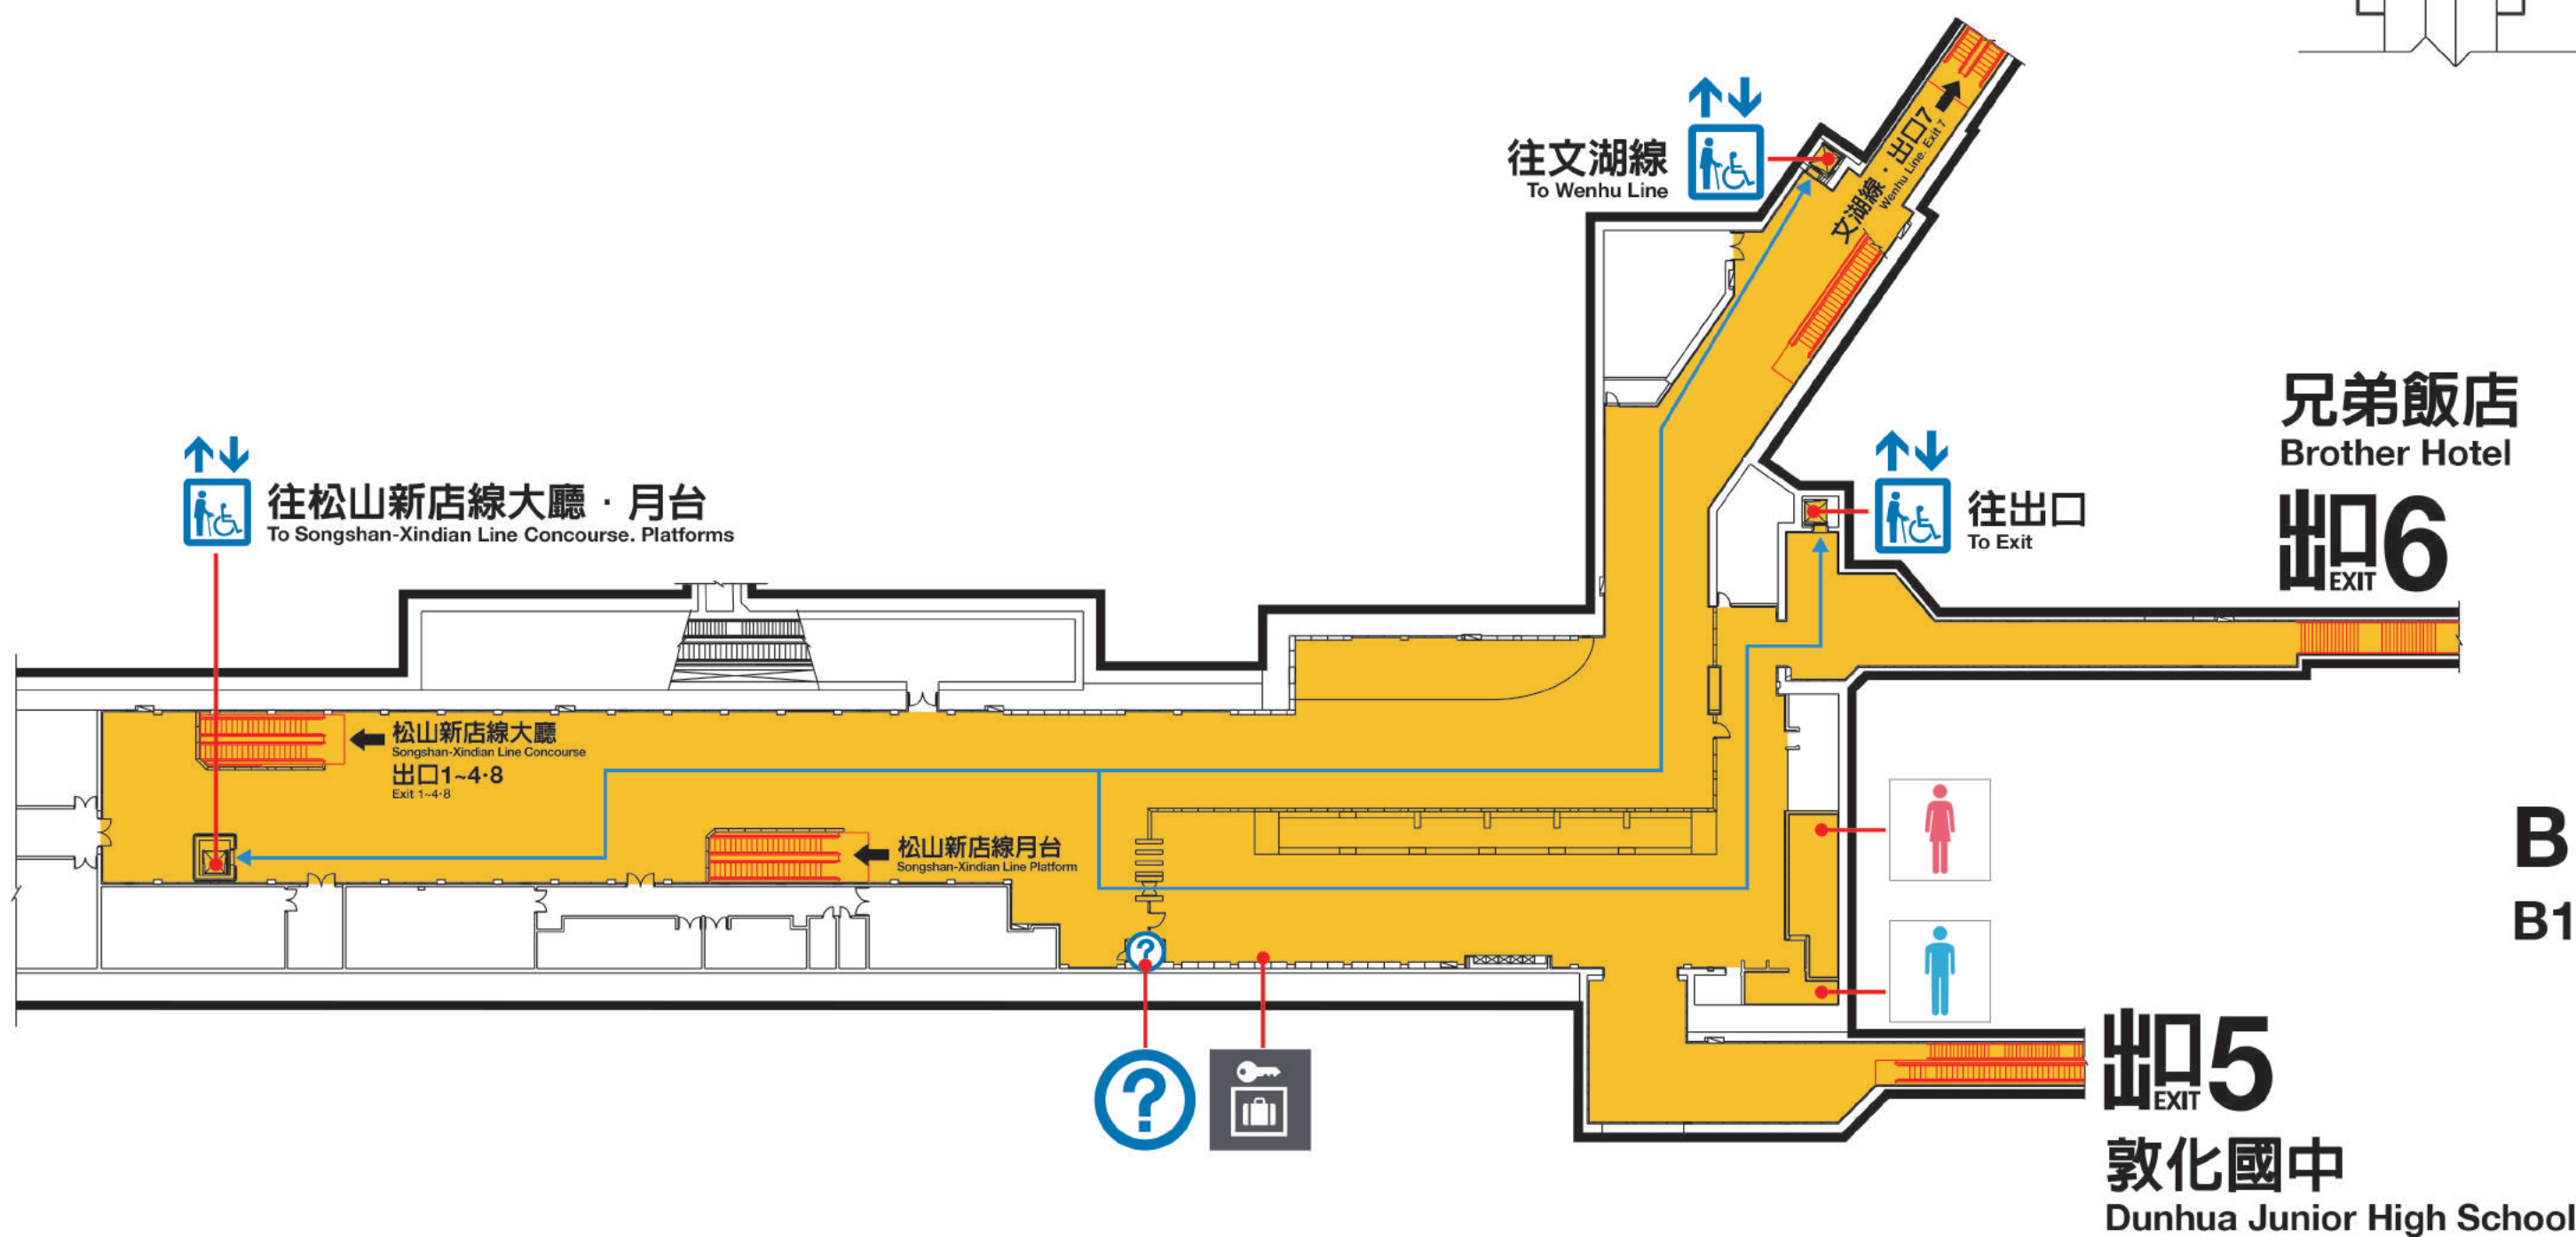 往文湖線
To Wenhu Line
文湖線・出口7
Wenhu Line. Exit 7
兄弟飯店
Brother Hotel
出口 6
EXIT
往松山新店線大廳・月台
To Songshan-Xindian Line Concourse. Platforms
往出口
To Exit
松山新店線大廳
Songshan-Xindian Line Concourse
出口1~4·8
Exit 1~4·8
松山新店線月台
Songshan-Xindian Line Platform
B
B1
?
?
出口 5
EXIT
敦化國中
Dunhua Junior High School